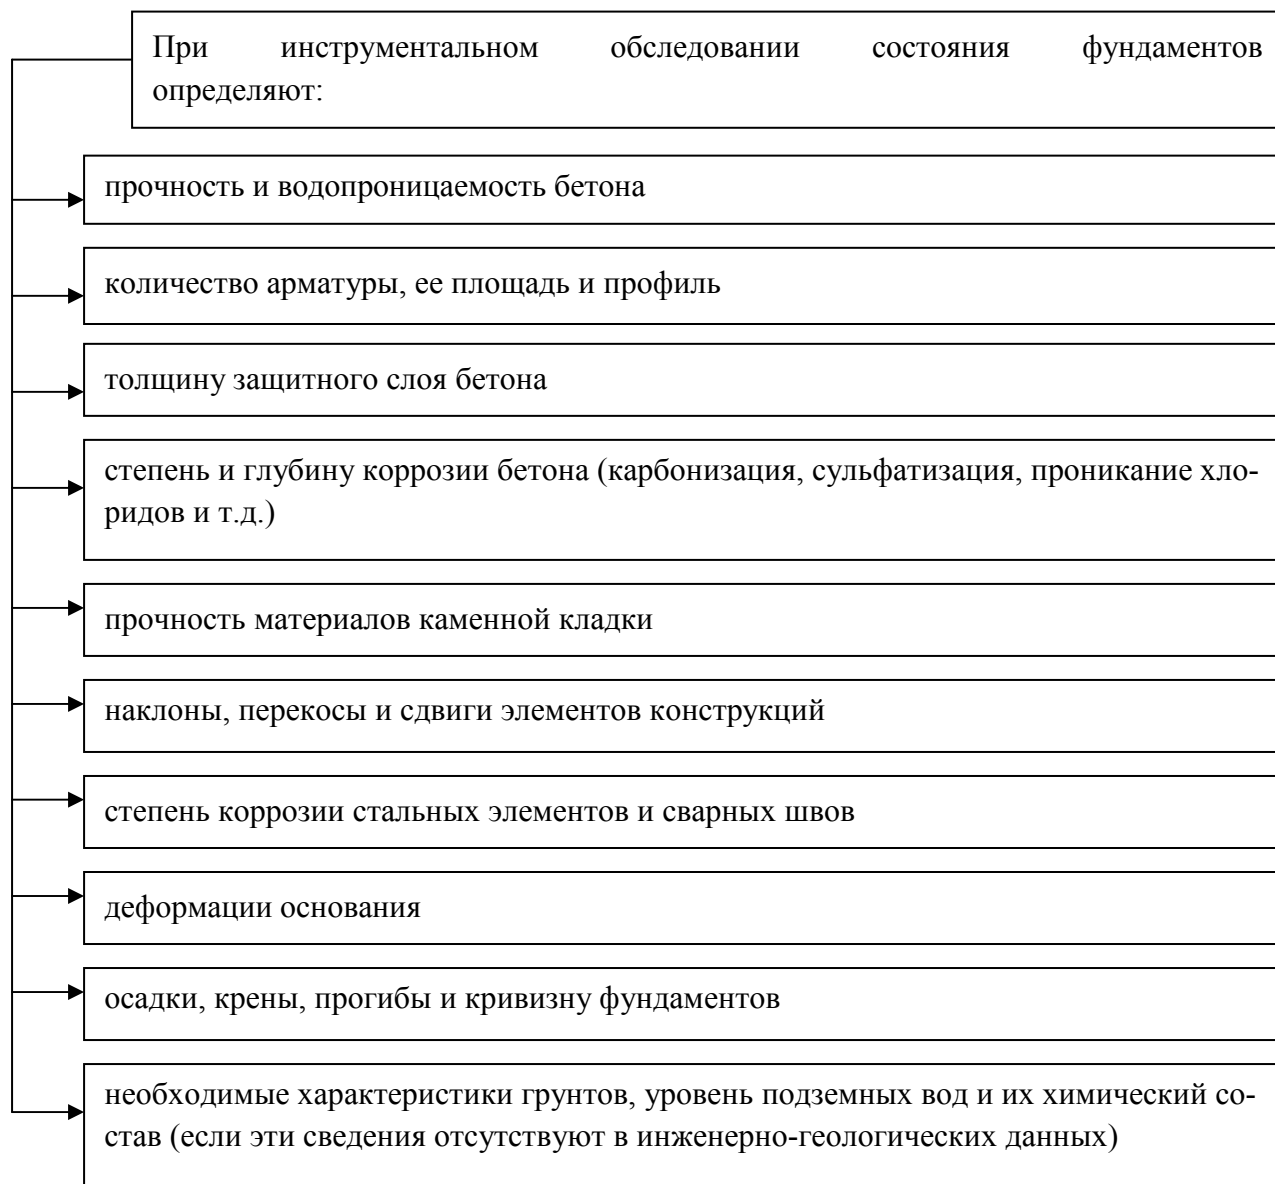 При инструментальном обследовании состояния фундаментов
определяют:
прочность и водопроницаемость бетона
количество арматуры, ее площадь и профиль
толщину защитного слоя бетона
степень и глубину коррозии бетона (карбонизация, сульфатизация, проникание хло-
ридов и т.д.)
прочность материалов каменной кладки
наклоны, перекосы и сдвиги элементов конструкций
степень коррозии стальных элементов и сварных швов
деформации основания
осадки, крены, прогибы и кривизну фундаментов
необходимые характеристики грунтов, уровень подземных вод и их химический со-
став (если эти сведения отсутствуют в инженерно-геологических данных)